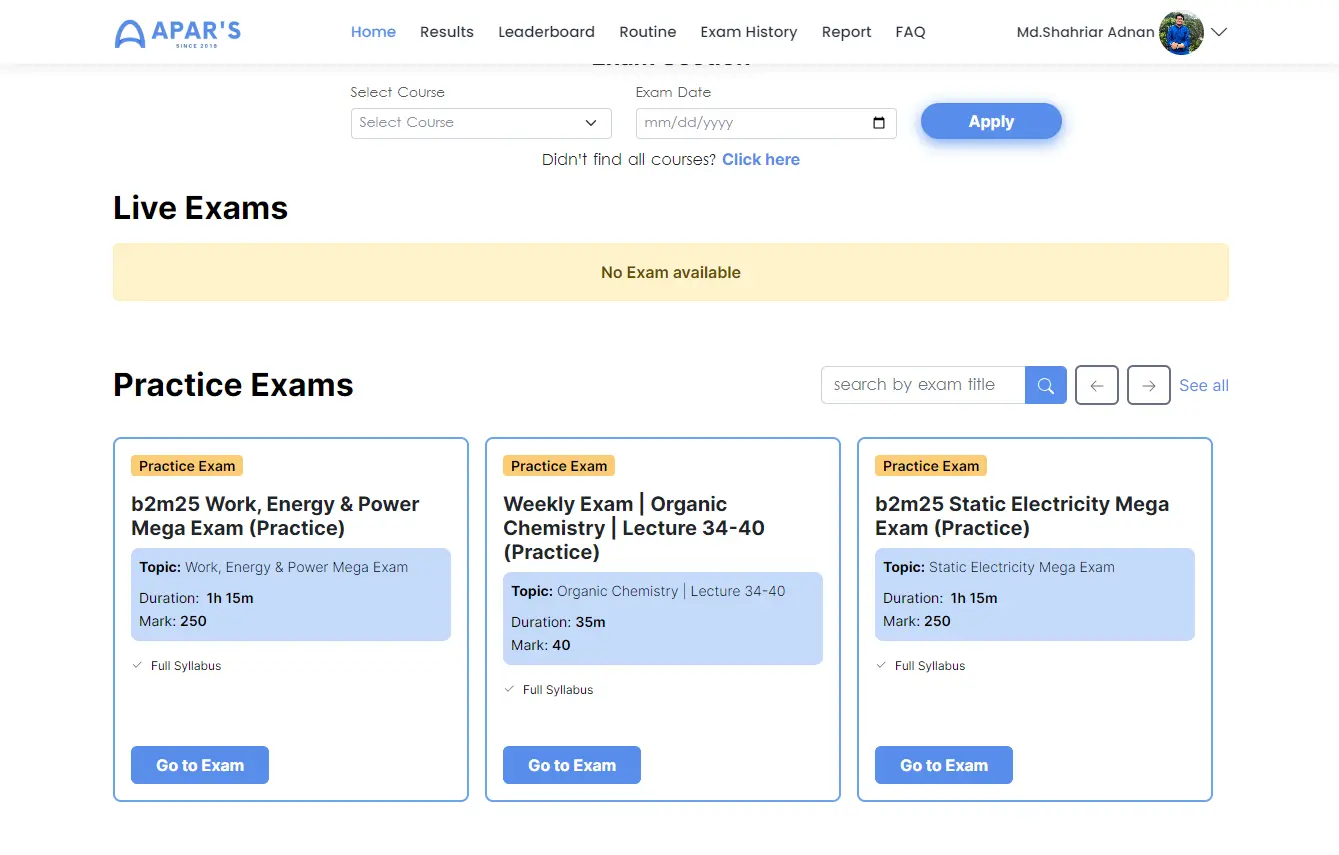 APAR'S
SINCE 2018
Home Results Leaderboard Routine Exam History Report FAQ
Md.Shahriar Adnan
Select Course
Exam Date
Select Course
mm/dd/yyyy
Apply
Didn't find all courses? Click here
Live Exams
No Exam available
Practice Exams
search by exam title
See all
Practice Exam
b2m25 Work, Energy & Power
Mega Exam (Practice)
Topic: Work, Energy & Power Mega Exam
Duration: 1h 15m
Mark: 250
Full Syllabus
Go to Exam
Practice Exam
Weekly Exam | Organic
Chemistry | Lecture 34-40
(Practice)
Topic: Organic Chemistry | Lecture 34-40
Duration: 35m
Mark: 40
Full Syllabus
Go to Exam
Practice Exam
b2m25 Static Electricity Mega
Exam (Practice)
Topic: Static Electricity Mega Exam
Duration: 1h 15m
Mark: 250
Full Syllabus
Go to Exam